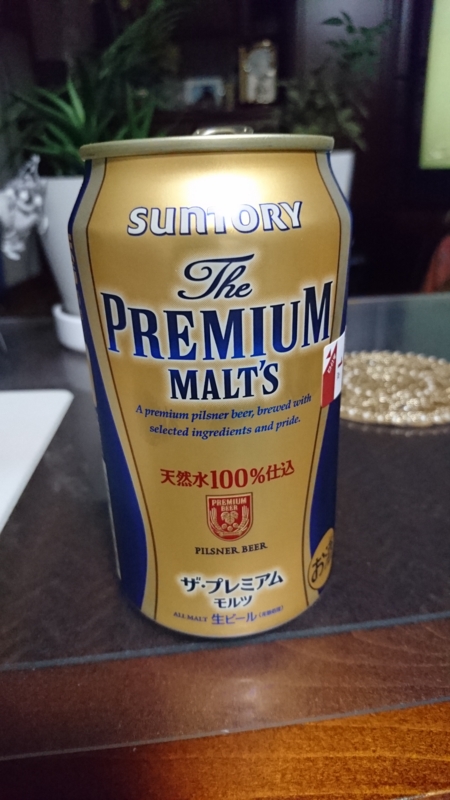 SUNTORY
The
PREMIUM
MALT'S
A premium pilsner beer, brewed with
selected ingredients and pride.
天然水100%仕込
PREMIUM
BEER
PILSNER BEER
ザ・プレミアム
モルツ
ALL MALT 生ビール
お